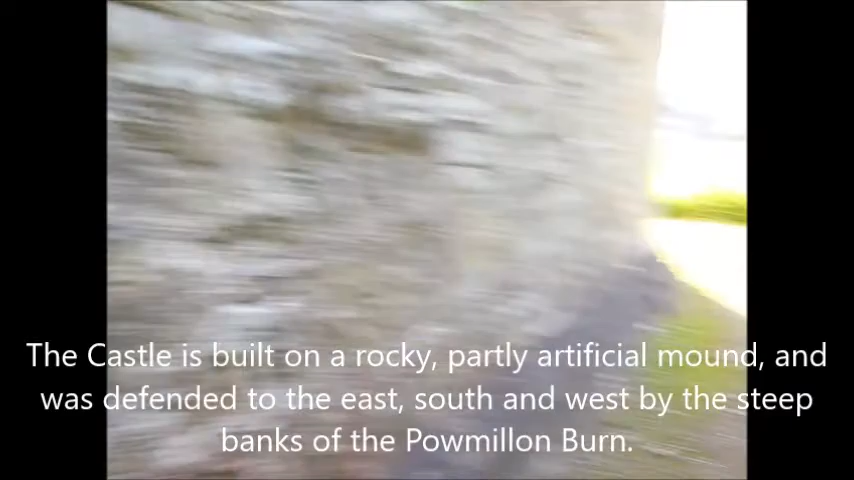 The Castle is built on a rocky, partly artificial mound, and
was defended to the east, south and west by the steep
banks of the Powmillon Burn.